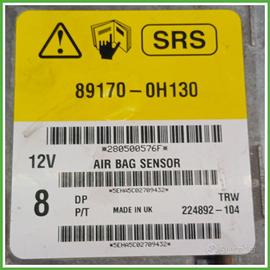 SRS
89170-0H130
*280500576F*
12V
AIR BAG SENSOR
*5EHA5C02709432*
8 DP TRW
P/T MADE IN UK 224892-104
*5EHA5C02709432*